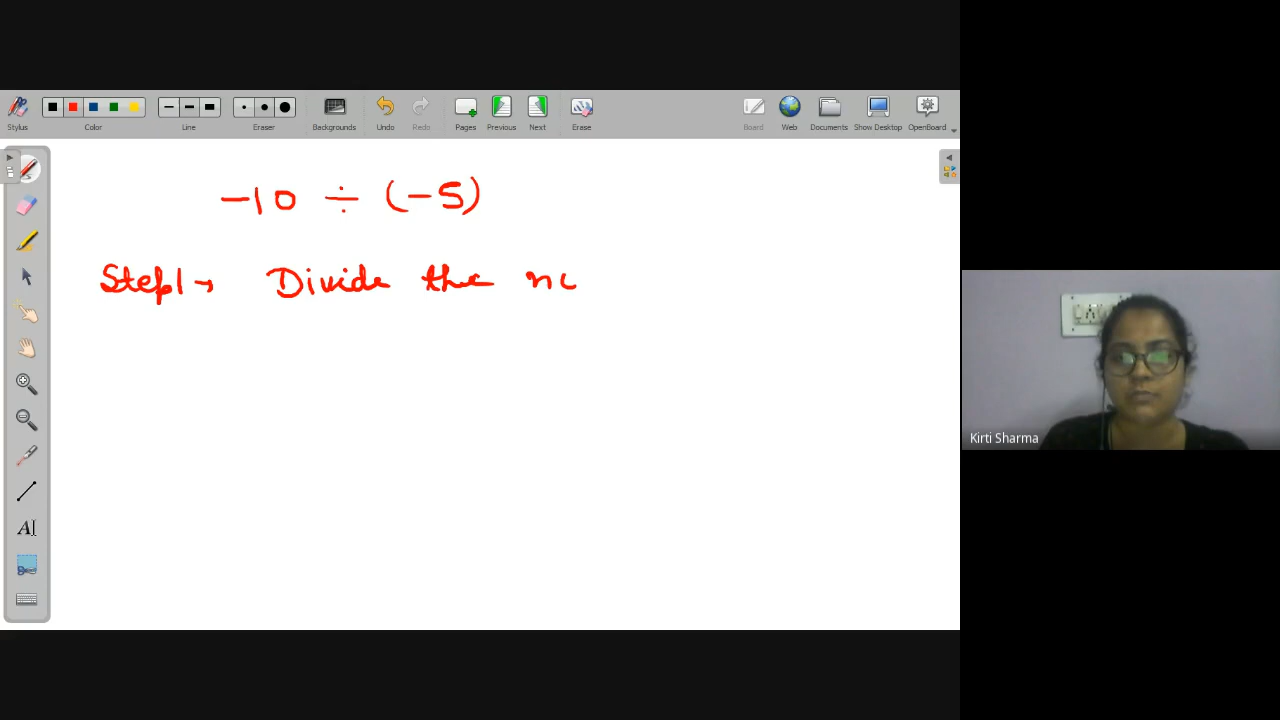 Stylus
Color
Line
Eraser
Backgrounds
Undo
Redo
Pages
Previous
Next
Erase
Board
Web
Documents
Show Desktop
OpenBoard
-10 ÷ (-5)
Step1→ Divide the
AI
Kirti Sharma